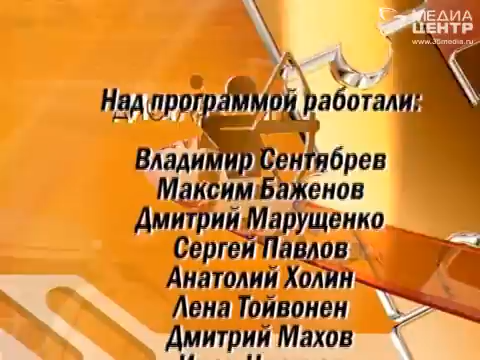 МЕДИА
ЦЕНТР
www.36media.ru
Над программой работали:
Владимир Сентябрев
Максим Баженов
Дмитрий Марущенко
Сергей Павлов
Анатолий Холин
Лена Тойвонен
Дмитрий Махов